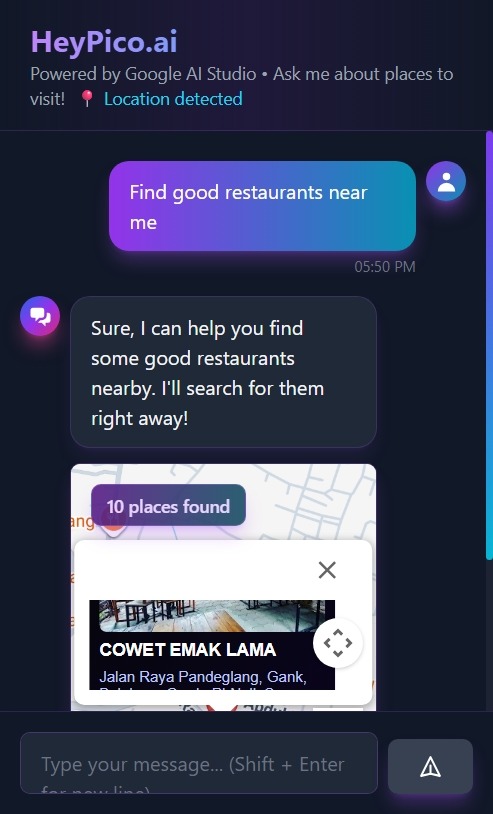 HeyPico.ai
Powered by Google AI Studio • Ask me about places to
visit! 📍 Location detected
Find good restaurants near
me
05:50 PM
Sure, I can help you find
some good restaurants
nearby. I'll search for them
right away!
10 places found
ang
COWET EMAK LAMA
Jalan Raya Pandeglang, Gank,
Type your message... (Shift + Enter
for new line)